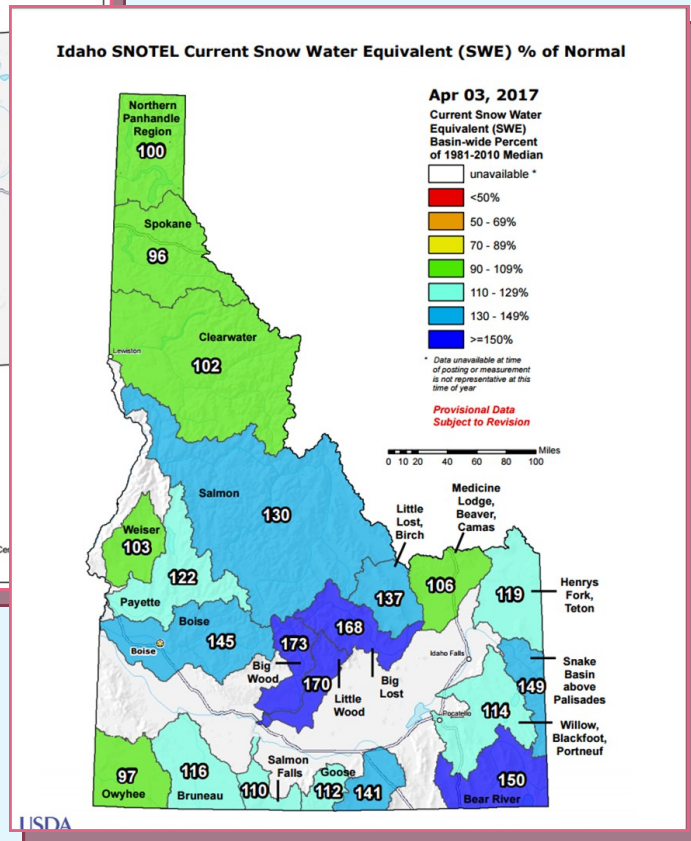 Idaho SNOTEL Current Snow Water Equivalent (SWE) % of Normal
Apr 03, 2017
Current Snow Water
Equivalent (SWE)
Basin-wide Percent
of 1981-2010 Median
unavailable *
<50%
50 - 69%
70 - 89%
90 - 109%
110 - 129%
130 - 149%
>=150%
* Data unavailable at time
of posting or measurement
is not representative at this
time of year
Provisional Data
Subject to Revision
Miles
0 10 20 40 60 80 100
Northern
Panhandle
Region
100
Spokane
96
Clearwater
102
Lewiston
Salmon
130
Weiser
103
122
Payette
Boise
145
Boise
Little
Lost,
Birch
137
Medicine
Lodge,
Beaver,
Camas
106
119
Henrys
Fork,
Teton
173
168
Big
Wood
170
Little
Wood
Big
Lost
Idaho Falls
149
Snake
Basin
above
Palisades
Pocatello
114
Willow,
Blackfoot,
Portneuf
97
Owyhee
116
Bruneau
110
Salmon
Falls
Goose
112
141
150
Bear River
USDA